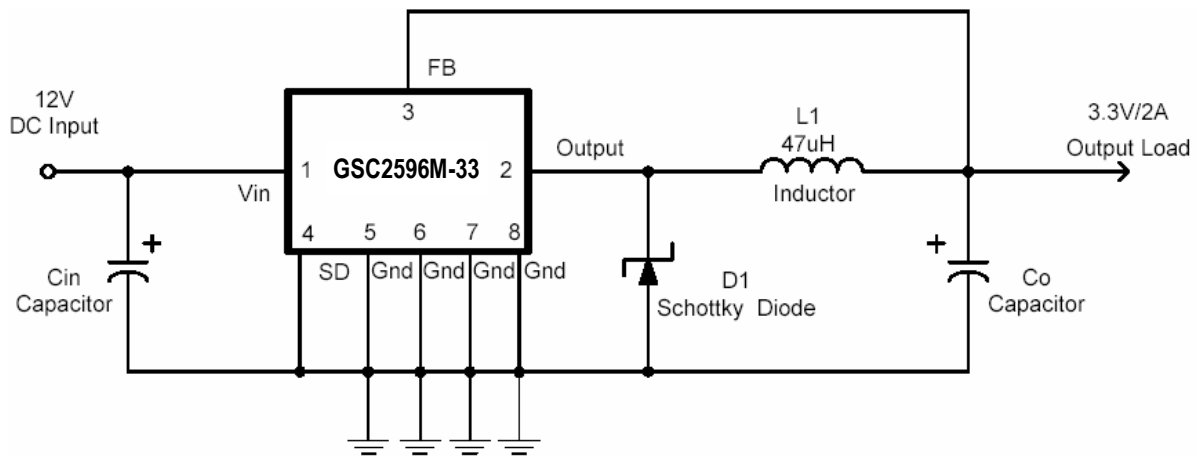 FB
12V
DC Input
3
L1
47uH
3.3V/2A
Output Load
1
GSC2596M-33
2
Output
Vin
Inductor
4
5
6
7
8
SD
Gnd
Gnd
Gnd
Gnd
+
Cin
Capacitor
D1
Schottky Diode
+
Co
Capacitor